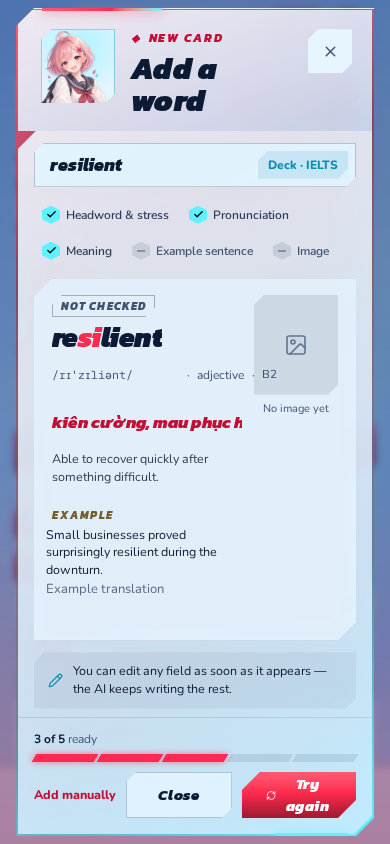 ◆ NEW CARD
Add a
word
resilient
Deck · IELTS
Headword & stress
Pronunciation
Meaning
Example sentence
Image
NOT CHECKED
resilient
/rɪˈzɪliənt/ · adjective · B2
No image yet
kiên cường, mau phục h
Able to recover quickly after
something difficult.
EXAMPLE
Small businesses proved
surprisingly resilient during the
downturn.
Example translation
You can edit any field as soon as it appears —
the AI keeps writing the rest.
3 of 5 ready
Add manually
Close
Try
again